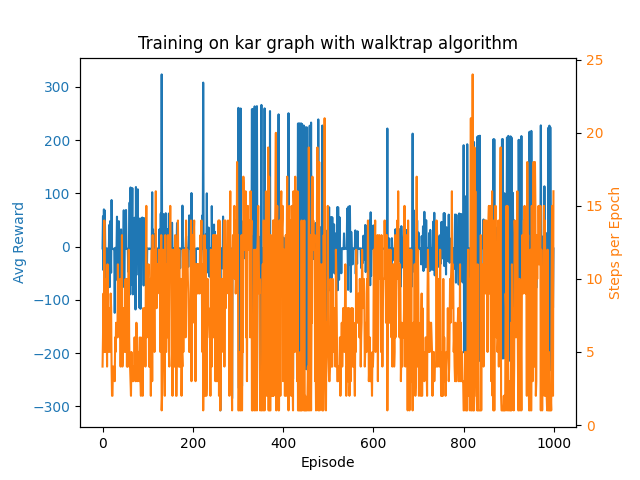 Training on kar graph with walktrap algorithm
300
200
100
0
−100
−200
−300
Avg Reward
25
20
15
10
5
0
Steps per Epoch
0 200 400 600 800 1000
Episode